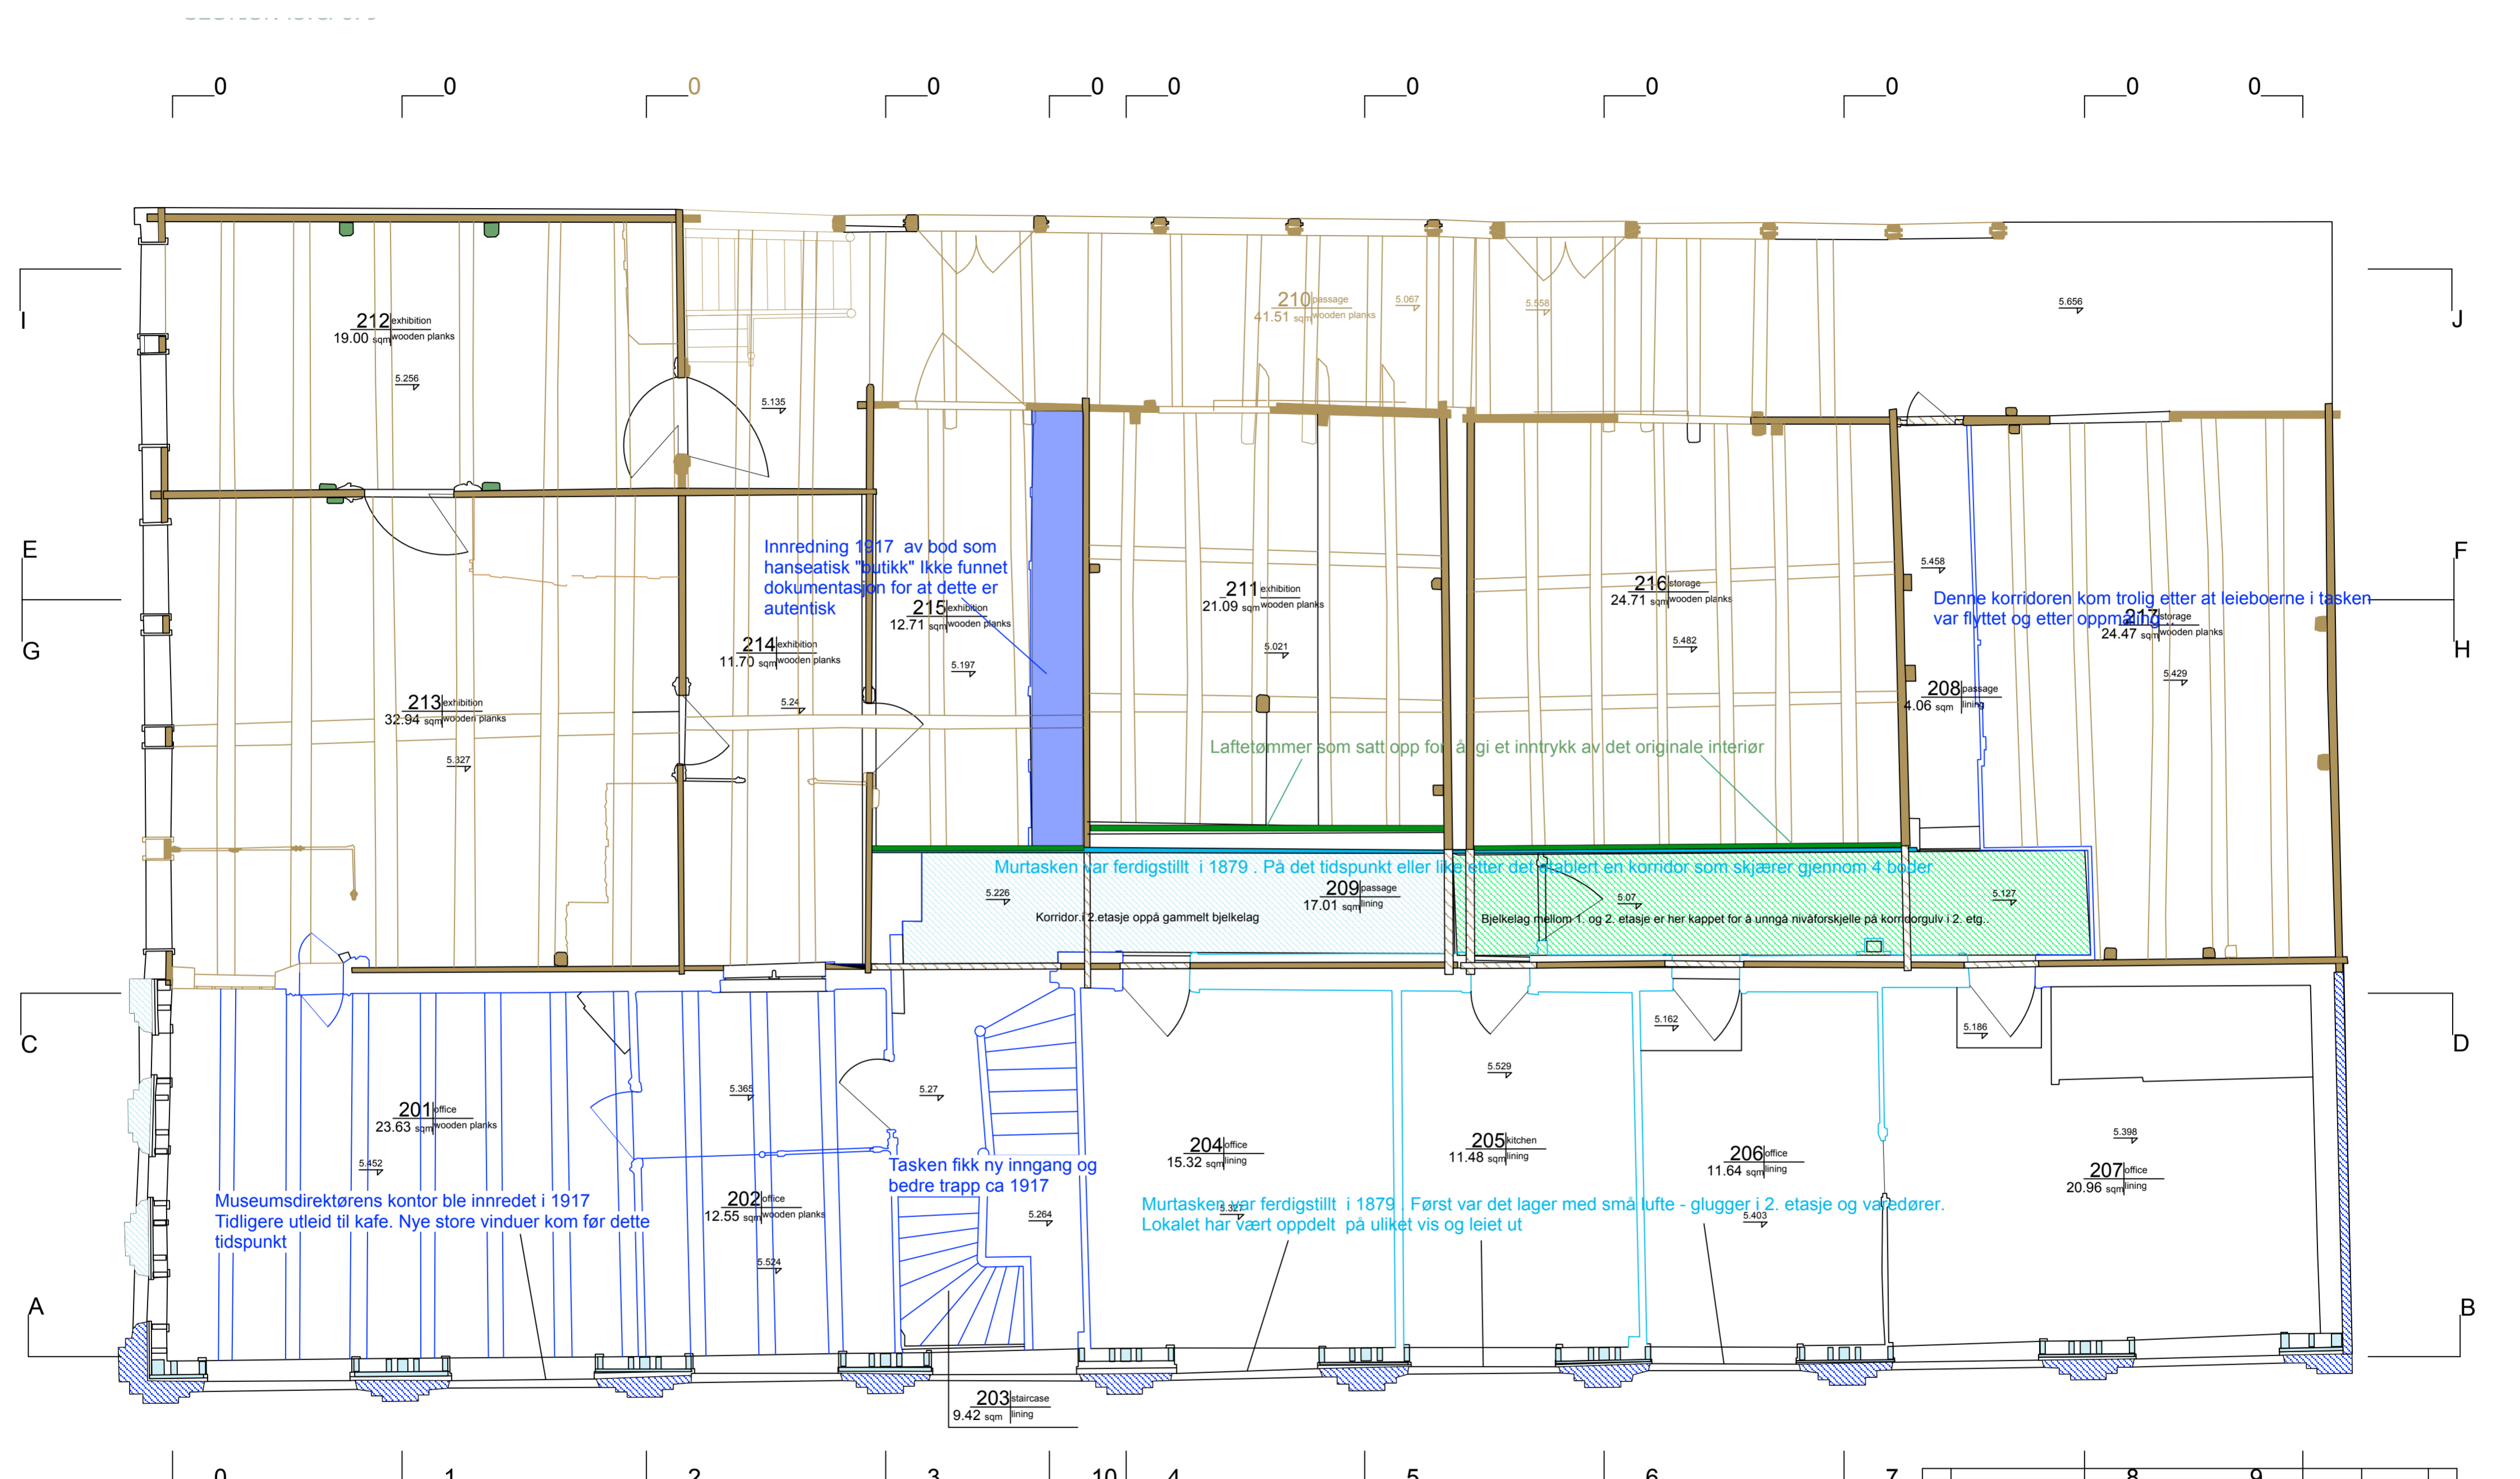 0 0 0 0 0 0 0 0 0 0 0
I
J
212 exhibition
19.00 sqm wooden planks
5.256
5.135
210 passage
41.51 sqm wooden planks
5.067
5.558
5.656
E
F
G
H
Innredning 1917 av bod som
hanseatisk "butikk" Ikke funnet
dokumentasjon for at dette er
autentisk
215 exhibition
12.71 sqm wooden planks
5.197
214 exhibition
11.70 sqm wooden planks
5.24
213 exhibition
32.94 sqm wooden planks
5.327
211 exhibition
21.09 sqm wooden planks
5.021
216 storage
24.71 sqm wooden planks
5.482
5.458
Denne korridoren kom trolig etter at leieboerne i tasken
var flyttet og etter oppmåling
217 storage
24.47 sqm wooden planks
5.429
208 passage
4.06 sqm lining
Laftetømmer som satt opp for å gi et inntrykk av det originale interiør
Murtasken var ferdigstillt i 1879 . På det tidspunkt eller like etter det etablert en korridor som skjærer gjennom 4 boder
5.226
209 passage
17.01 sqm lining
5.07
5.127
Korridor.i 2.etasje oppå gammelt bjelkelag
Bjelkelag mellom 1. og 2. etasje er her kappet for å unngå nivåforskjelle på korridorgulv i 2. etg..
C
D
5.162
5.186
5.529
5.365
5.27
201 office
23.63 sqm wooden planks
5.452
204 office
15.32 sqm lining
205 kitchen
11.48 sqm lining
206 office
11.64 sqm lining
5.398
207 office
20.96 sqm lining
Tasken fikk ny inngang og
bedre trapp ca 1917
Museumsdirektørens kontor ble innredet i 1917
Tidligere utleid til kafe. Nye store vinduer kom før dette
tidspunkt
202 office
12.55 sqm wooden planks
5.264
5.524
Murtasken var ferdigstillt i 1879 . Først var det lager med små lufte - glugger i 2. etasje og varedører.
Lokalet har vært oppdelt på uliket vis og leiet ut
5.327
5.403
A
B
203 staircase
9.42 sqm lining
0 1 2 3 10 4 5 6 7 8 9